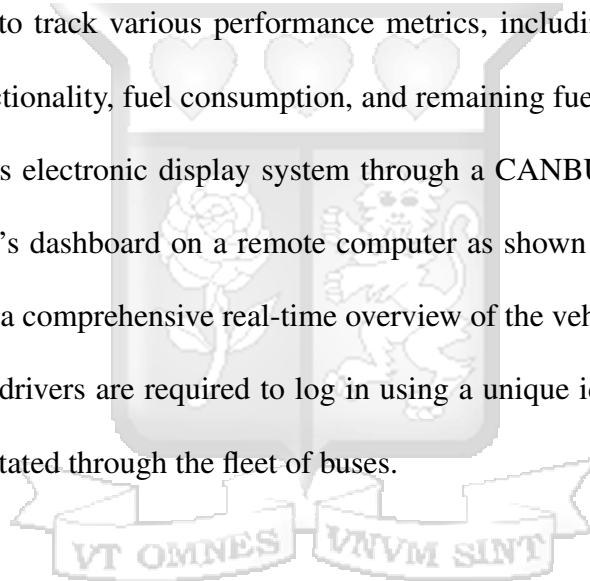 to track various performance metrics, includin
ctionality, fuel consumption, and remaining fue
s electronic display system through a CANBU
's dashboard on a remote computer as shown
a comprehensive real-time overview of the veh
drivers are required to log in using a unique i
tated through the fleet of buses.
VT OMNES VNVM SINT